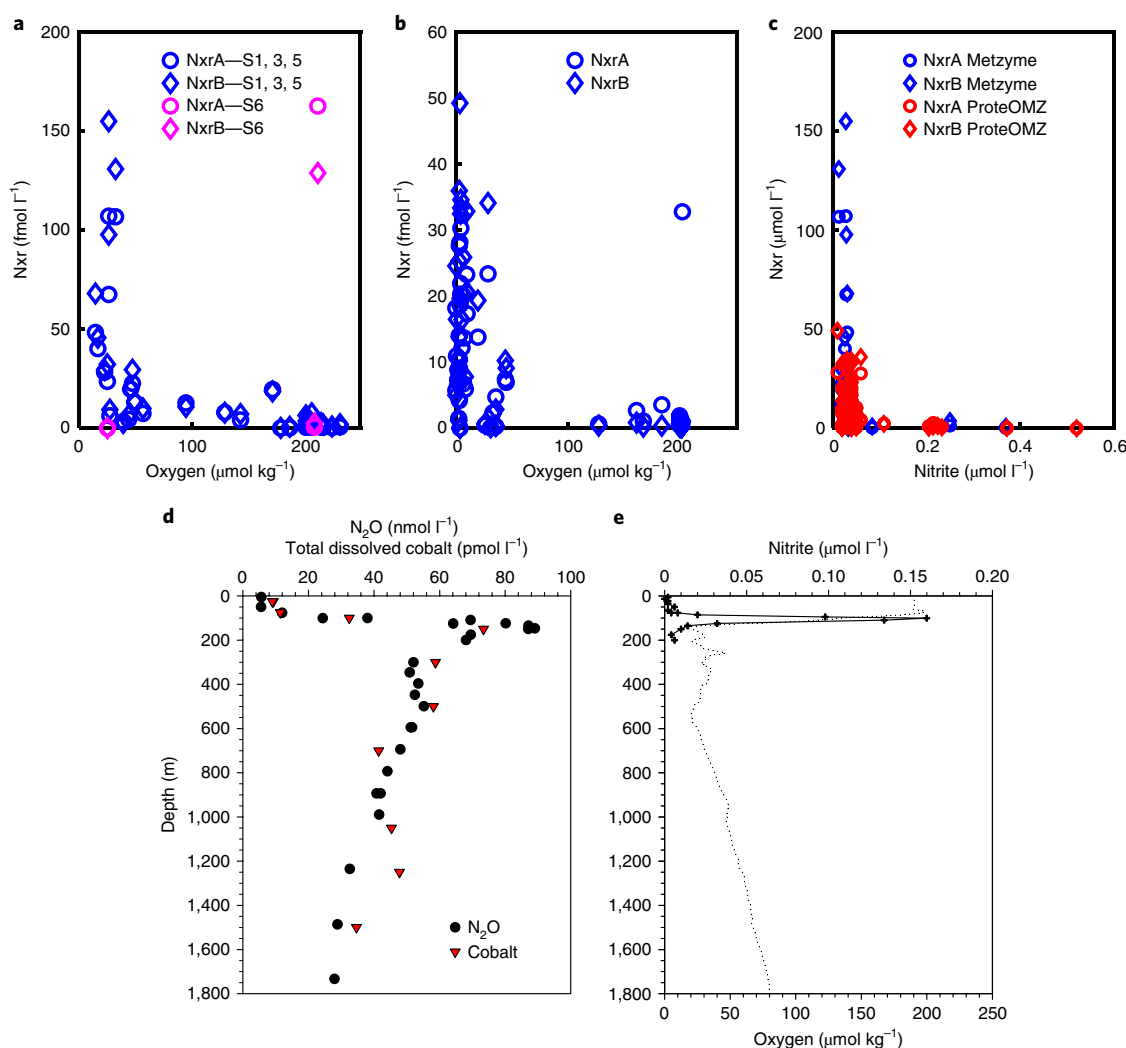 a
200
150
100
50
0
Nxr (fmol l⁻¹)
NxrA—S1, 3, 5
NxrB—S1, 3, 5
NxrA—S6
NxrB—S6
0 100 200
Oxygen (µmol kg⁻¹)
b
60
50
40
30
20
10
0
Nxr (fmol l⁻¹)
NxrA
NxrB
0 100 200
Oxygen (µmol kg⁻¹)
c
200
150
100
50
0
Nxr (µmol l⁻¹)
NxrA Metzyme
NxrB Metzyme
NxrA ProteOMZ
NxrB ProteOMZ
0 0.2 0.4 0.6
Nitrite (µmol l⁻¹)
d
N₂O (nmol l⁻¹)
Total dissolved cobalt (pmol l⁻¹)
0 20 40 60 80 100
0
200
400
600
800
1,000
1,200
1,400
1,600
1,800
Depth (m)
N₂O
Cobalt
e
Nitrite (µmol l⁻¹)
0 0.05 0.10 0.15 0.20
0
200
400
600
800
1,000
1,200
1,400
1,600
1,800
0 50 100 150 200 250
Oxygen (µmol kg⁻¹)